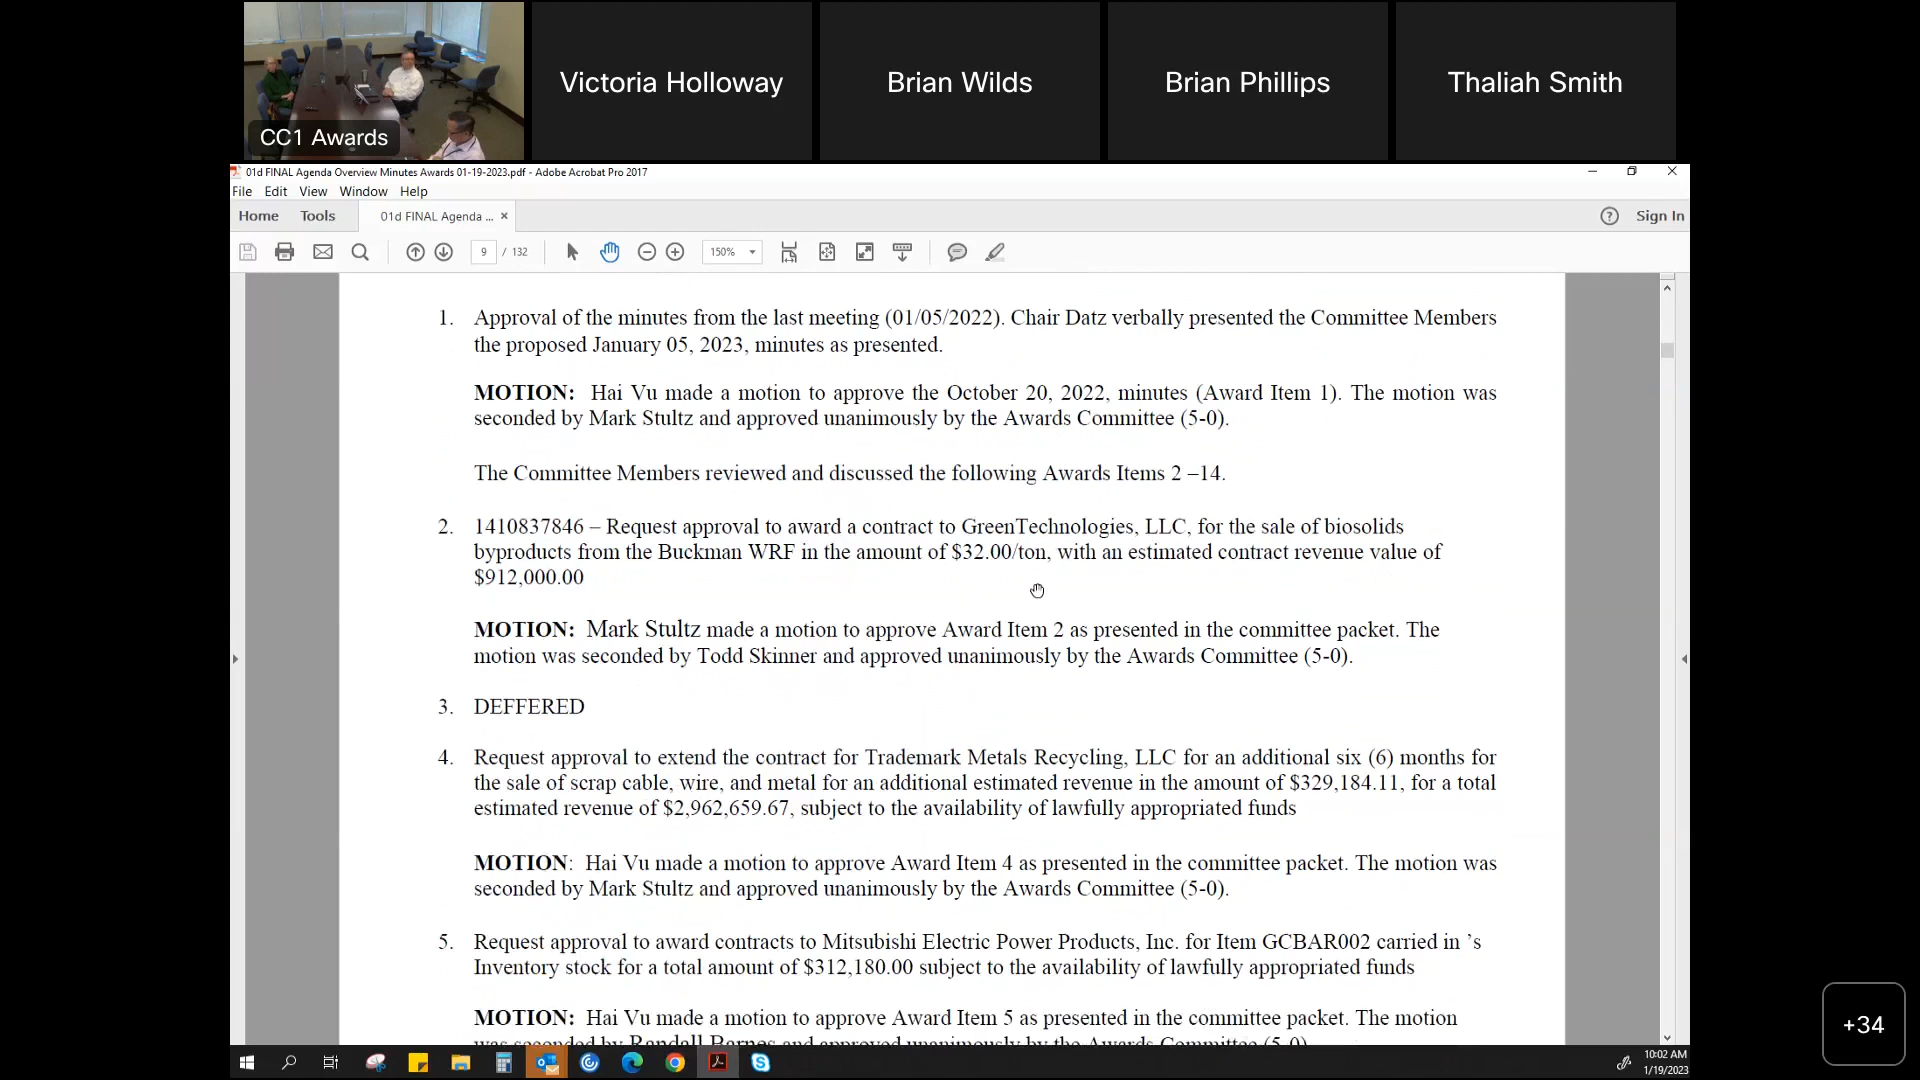 Victoria Holloway
Brian Wilds
Brian Phillips
Thaliah Smith
CC1 Awards
01d FINAL Agenda Overview Minutes Awards 01-19-2023.pdf - Adobe Acrobat Pro 2017
File Edit View Window Help
Home Tools 01d FINAL Agenda ... × Sign In
9 / 132 150%
1. Approval of the minutes from the last meeting (01/05/2022). Chair Datz verbally presented the Committee Members
the proposed January 05, 2023, minutes as presented.
MOTION: Hai Vu made a motion to approve the October 20, 2022, minutes (Award Item 1). The motion was
seconded by Mark Stultz and approved unanimously by the Awards Committee (5-0).
The Committee Members reviewed and discussed the following Awards Items 2 –14.
2. 1410837846 – Request approval to award a contract to GreenTechnologies, LLC, for the sale of biosolids
byproducts from the Buckman WRF in the amount of $32.00/ton, with an estimated contract revenue value of
$912,000.00
MOTION: Mark Stultz made a motion to approve Award Item 2 as presented in the committee packet. The
motion was seconded by Todd Skinner and approved unanimously by the Awards Committee (5-0).
3. DEFFERED
4. Request approval to extend the contract for Trademark Metals Recycling, LLC for an additional six (6) months for
the sale of scrap cable, wire, and metal for an additional estimated revenue in the amount of $329,184.11, for a total
estimated revenue of $2,962,659.67, subject to the availability of lawfully appropriated funds
MOTION: Hai Vu made a motion to approve Award Item 4 as presented in the committee packet. The motion was
seconded by Mark Stultz and approved unanimously by the Awards Committee (5-0).
5. Request approval to award contracts to Mitsubishi Electric Power Products, Inc. for Item GCBAR002 carried in ’s
Inventory stock for a total amount of $312,180.00 subject to the availability of lawfully appropriated funds
MOTION: Hai Vu made a motion to approve Award Item 5 as presented in the committee packet. The motion
was seconded by Randall Barnes and approved unanimously by the Awards Committee (5-0).
+34
10:02 AM
1/19/2023